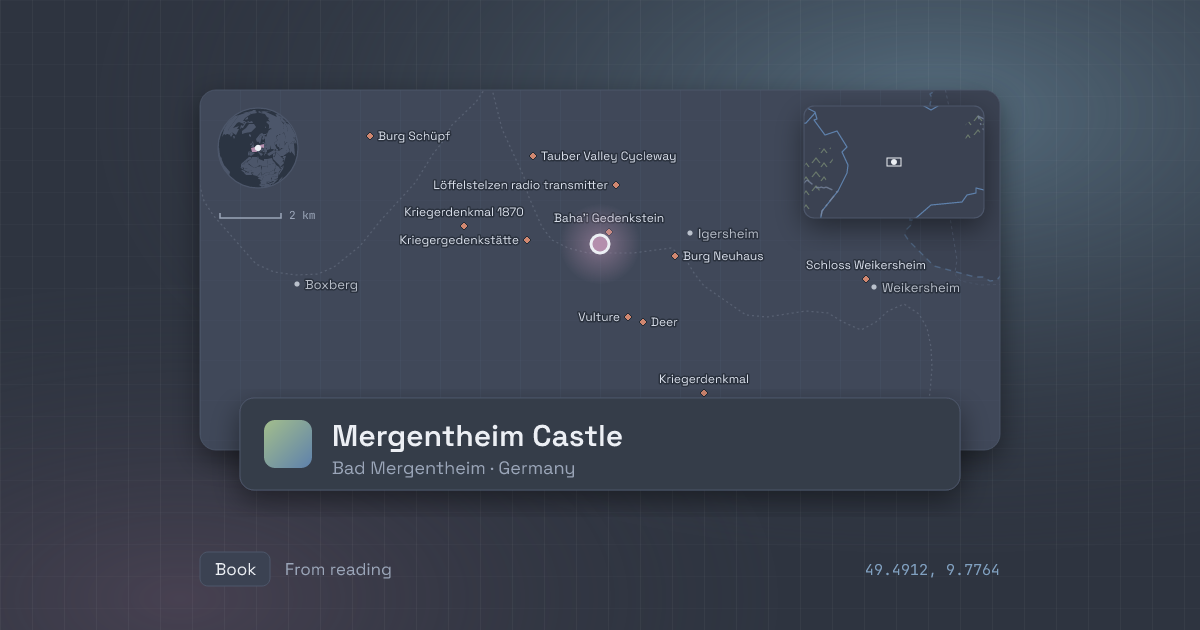 Burg Schüpf
Tauber Valley Cycleway
Löffelstelzen radio transmitter
2 km
Kriegerdenkmal 1870
Baha'i Gedenkstein
Igersheim
Kriegergedenkstätte
Burg Neuhaus
Schloss Weikersheim
Boxberg
Weikersheim
Vulture
Deer
Kriegerdenkmal
Mergentheim Castle
Bad Mergentheim · Germany
Book
From reading
49.4912, 9.7764